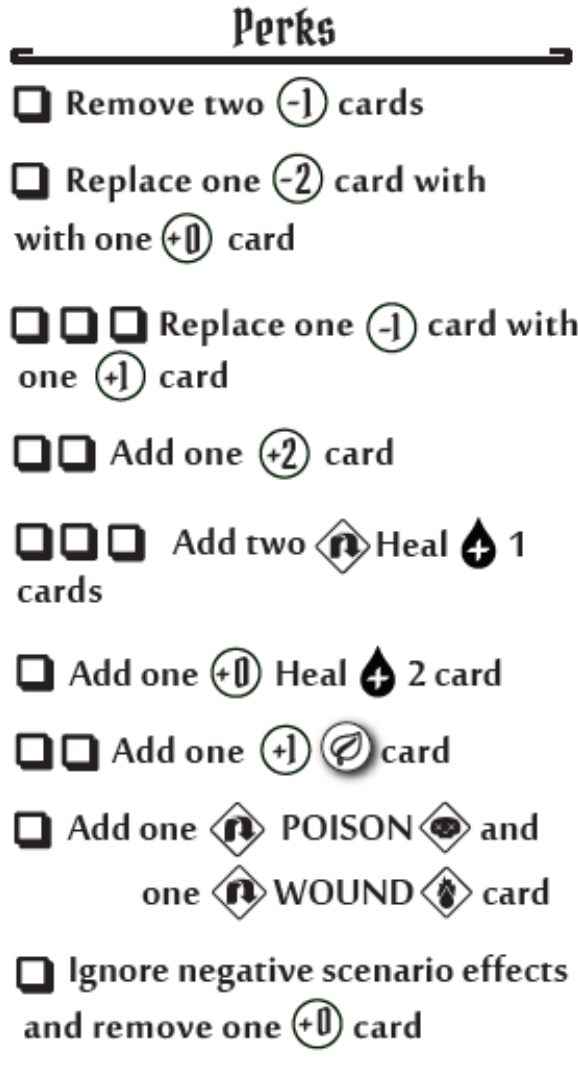 Perks
Remove two -1 cards
Replace one -2 card with
with one +0 card
Replace one -1 card with
one +1 card
Add one +2 card
Add two Heal 1
cards
Add one +0 Heal 2 card
Add one +1 card
Add one POISON and
one WOUND card
Ignore negative scenario effects
and remove one +0 card